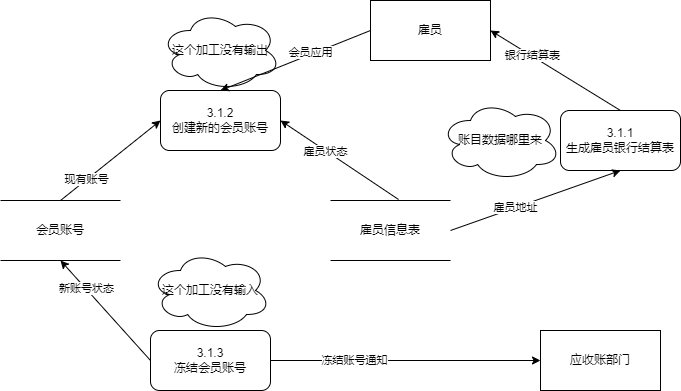 雇员
这个加工没有输出
会员应用
银行结算表
3.1.2
创建新的会员账号
3.1.1
生成雇员银行结算表
账目数据哪里来
雇员状态
现有账号
雇员地址
会员账号
雇员信息表
新账号状态
这个加工没有输入
3.1.3
冻结会员账号
冻结账号通知
应收账部门